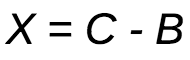 X = C - B